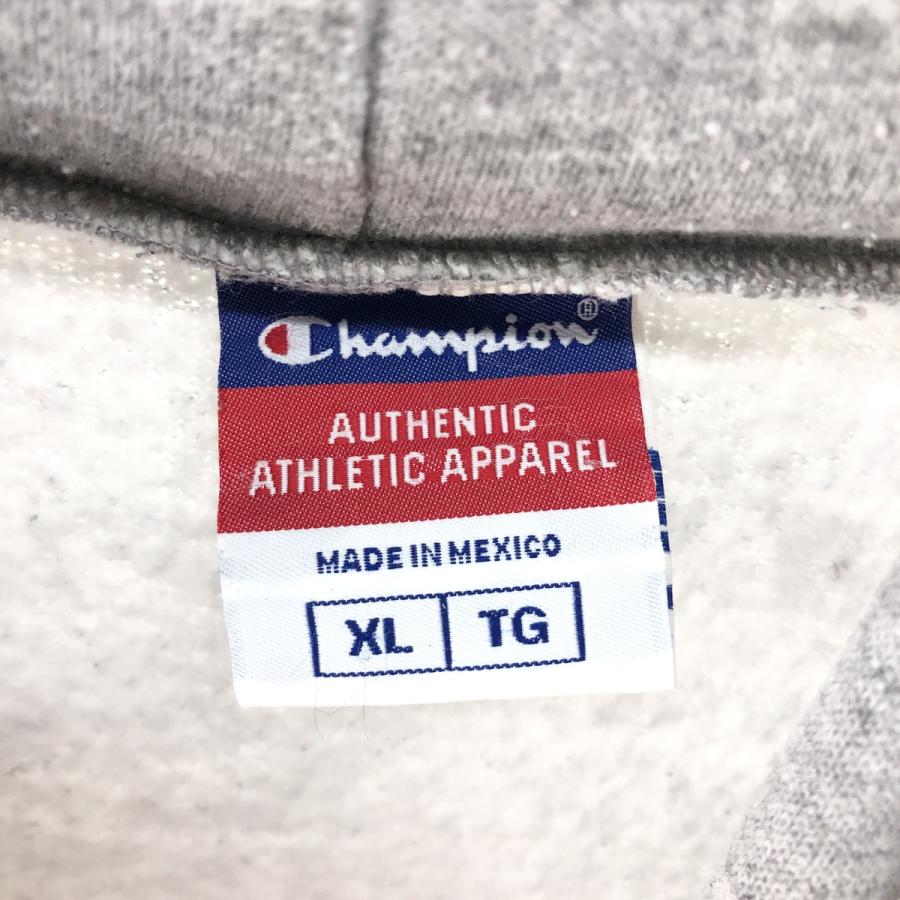 Champion®
AUTHENTIC
ATHLETIC APPAREL
MADE IN MEXICO
XL TG